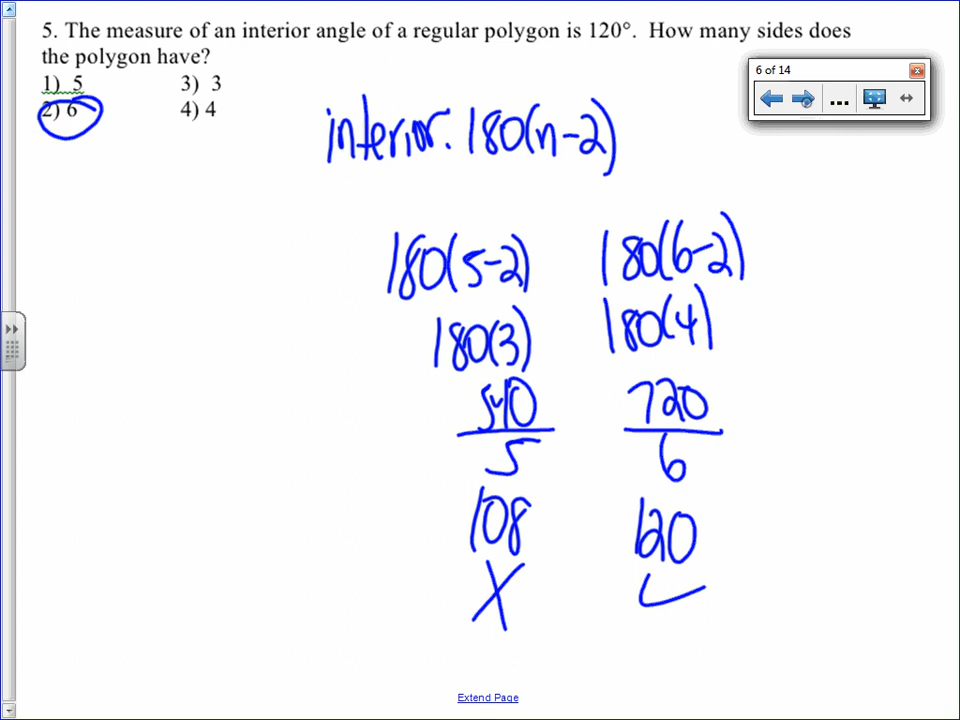 5. The measure of an interior angle of a regular polygon is 120°. How many sides does
the polygon have?
1) 5 3) 3
2) 6 4) 4
6 of 14
...
interior: 180(n-2)
180(5-2) 180(6-2)
180(3) 180(4)
540 720
5 6
108 120
X ✓
Extend Page